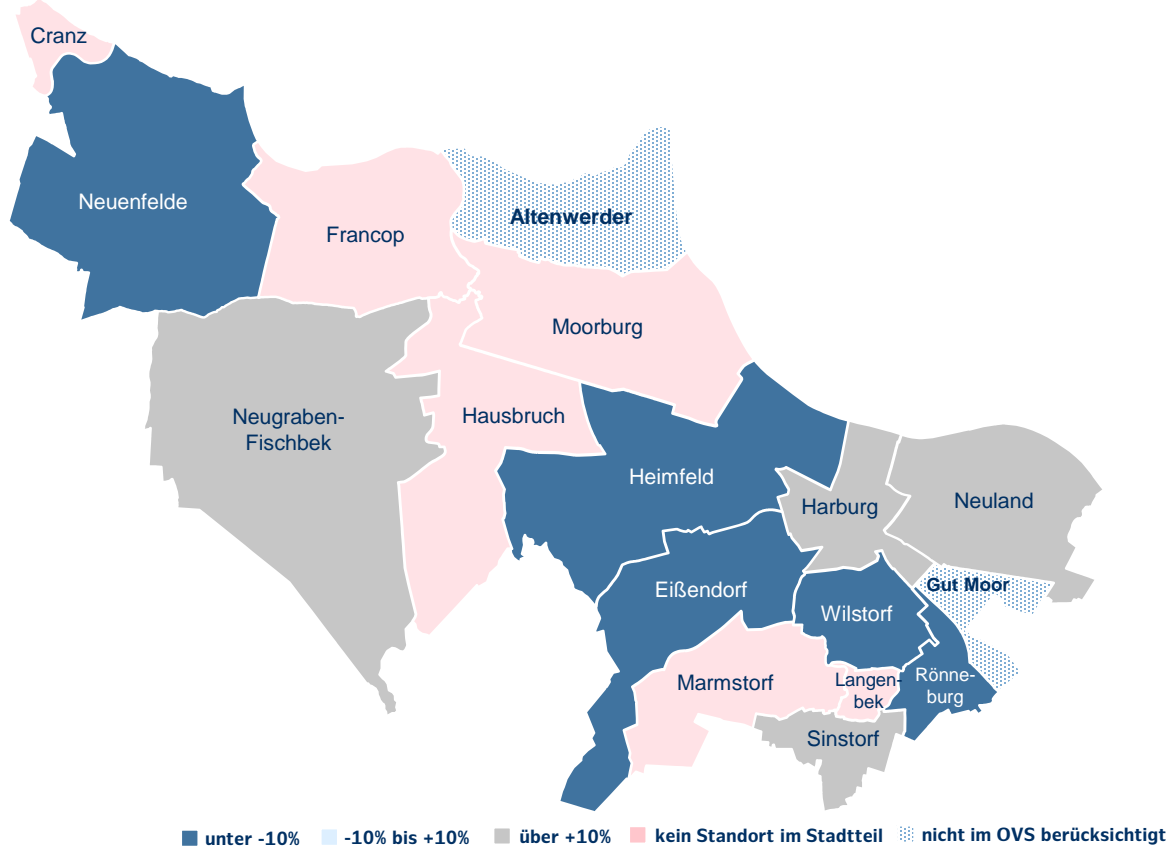 Cranz
Neuenfelde
Francop
Altenwerder
Moorburg
Neugraben-
Fischbek
Hausbruch
Heimfeld
Harburg
Neuland
Eißendorf
Gut Moor
Wilstorf
Marmstorf
Langen-
bek
Rönne-
burg
Sinstorf
unter -10% -10% bis +10% über +10% kein Standort im Stadtteil nicht im OVS berücksichtigt